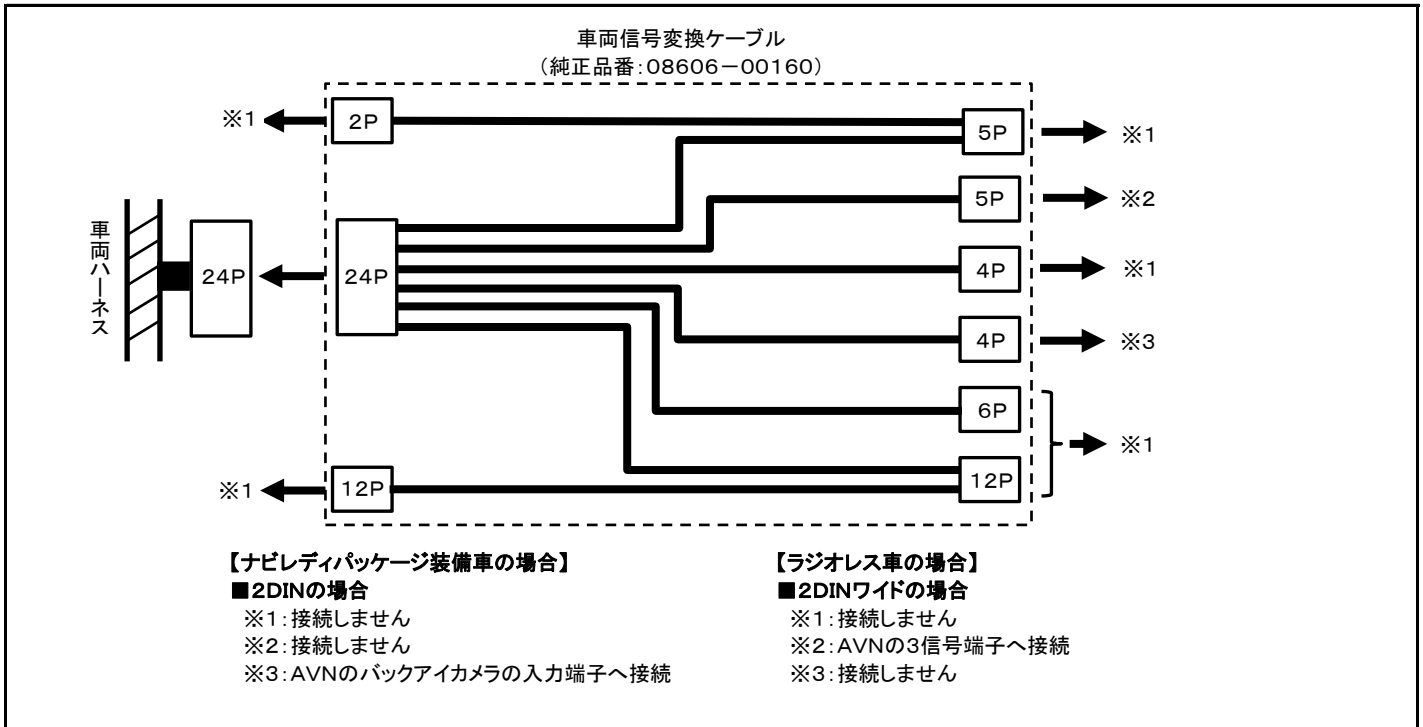 車両信号変換ケーブル
(純正品番:08606-00160)
※1
2P
5P
※1
5P
※2
車両ハーネス
24P
24P
4P
※1
4P
※3
6P
※1
※1
12P
12P
【ナビレディパッケージ装備車の場合】
■2DINの場合
※1:接続しません
※2:接続しません
※3:AVNのバックアイカメラの入力端子へ接続
【ラジオレス車の場合】
■2DINワイドの場合
※1:接続しません
※2:AVNの3信号端子へ接続
※3:接続しません